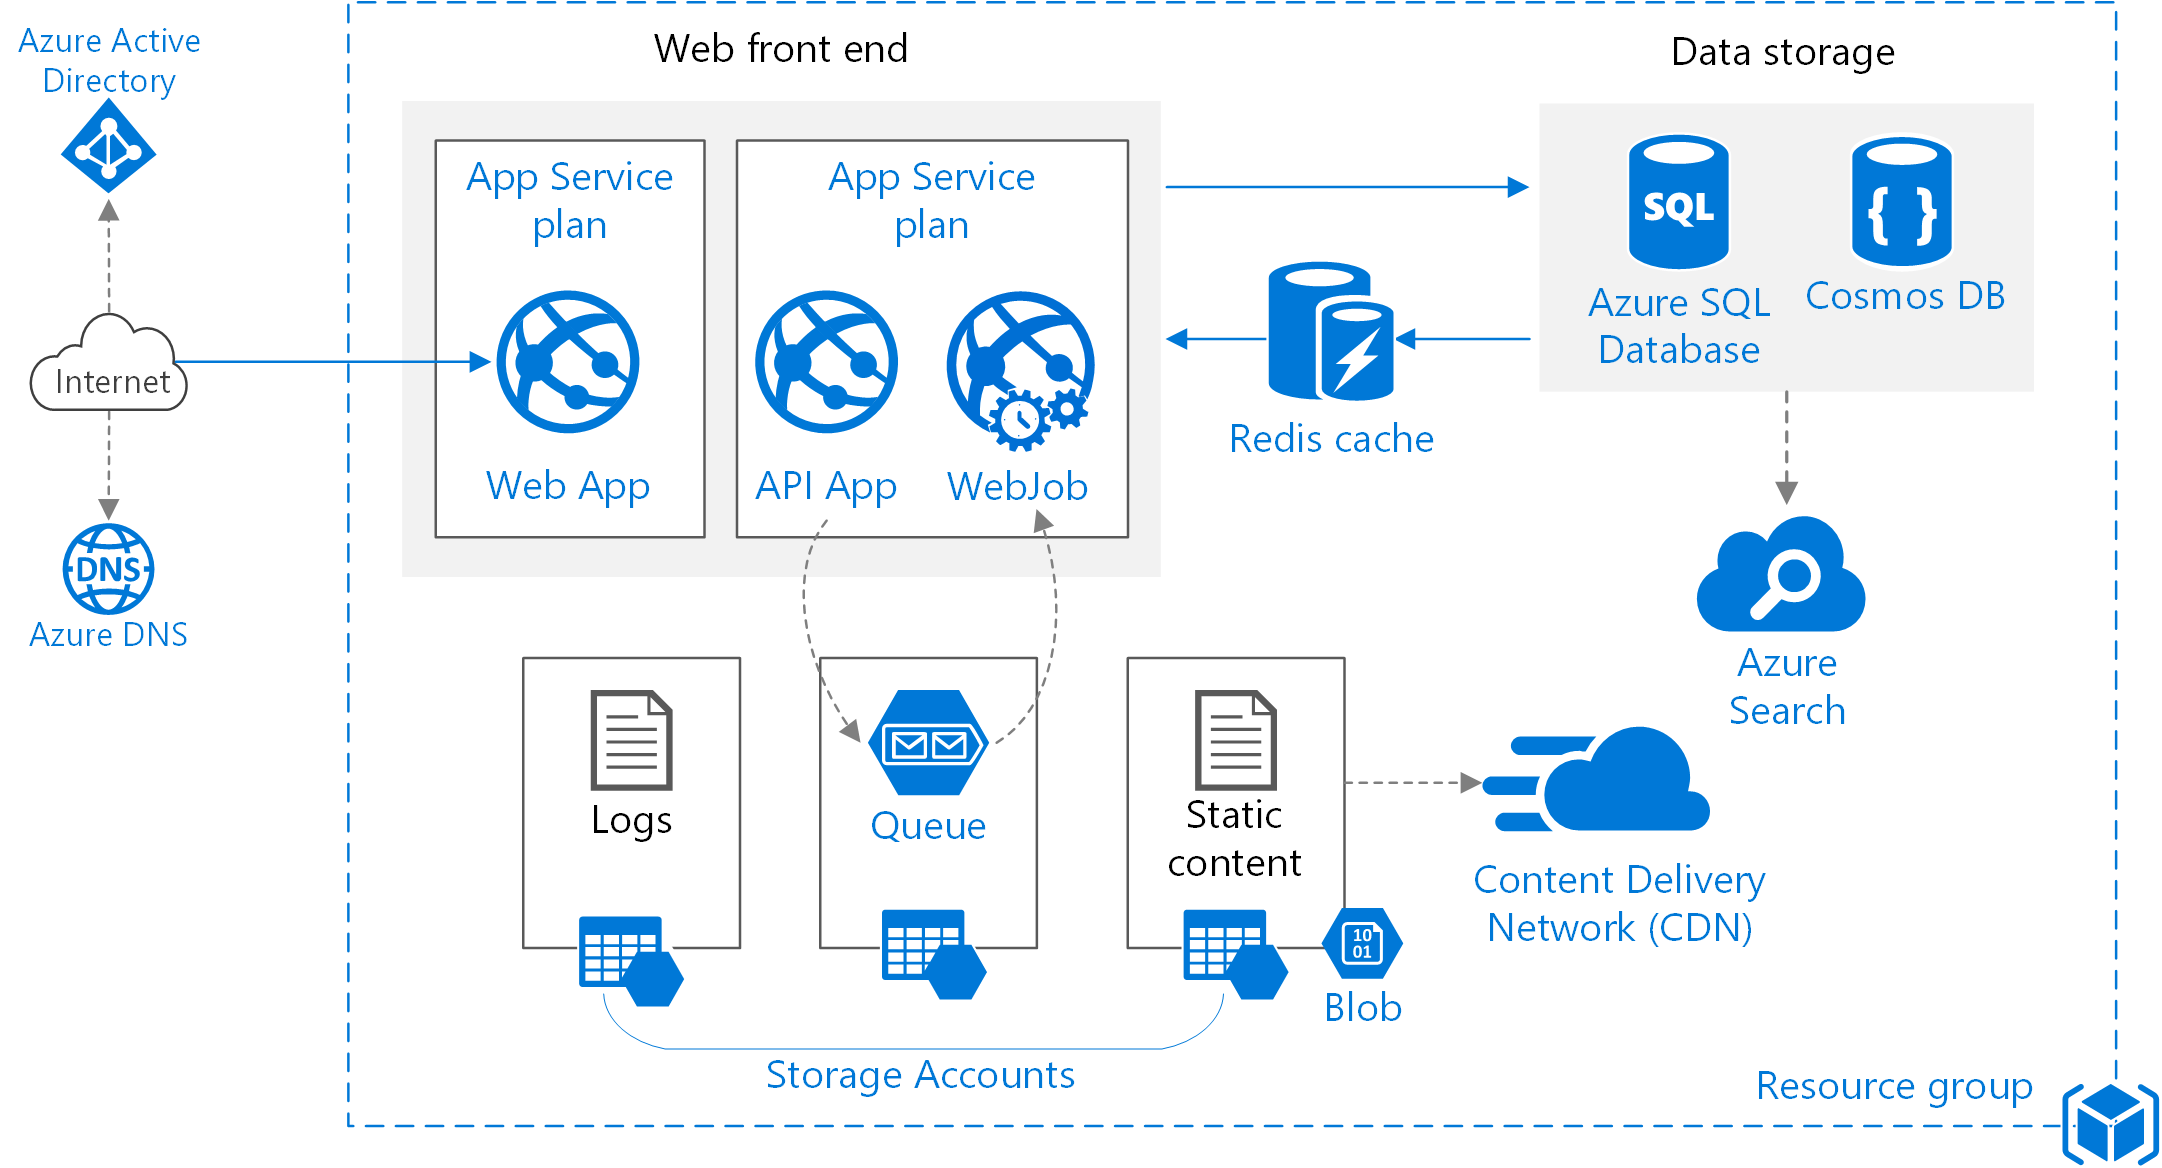 Azure Active
Directory
Internet
DNS
Azure DNS
Web front end
App Service
plan
Web App
App Service
plan
API App
WebJob
Redis cache
Data storage
SQL
Azure SQL
Database
{ }
Cosmos DB
Azure
Search
Logs
Queue
Static
content
10
01
Blob
Content Delivery
Network (CDN)
Storage Accounts
Resource group